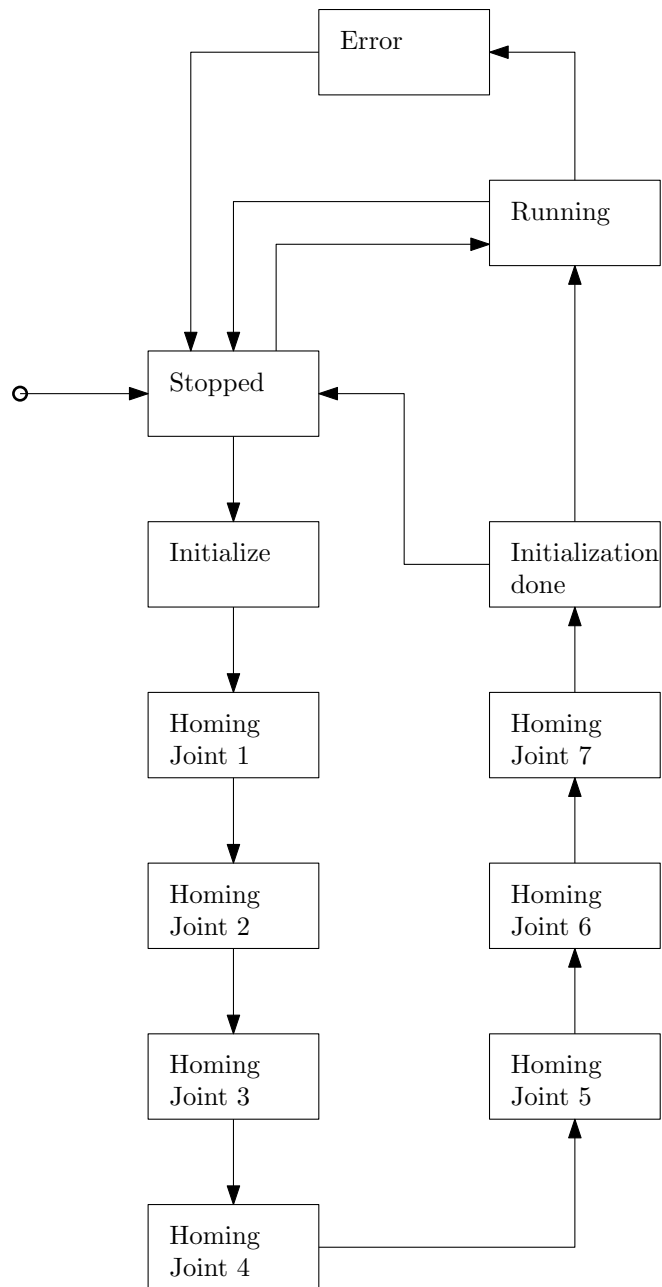 Error
Running
Stopped
Initialize
Initialization
done
Homing
Joint 1
Homing
Joint 7
Homing
Joint 2
Homing
Joint 6
Homing
Joint 3
Homing
Joint 5
Homing
Joint 4